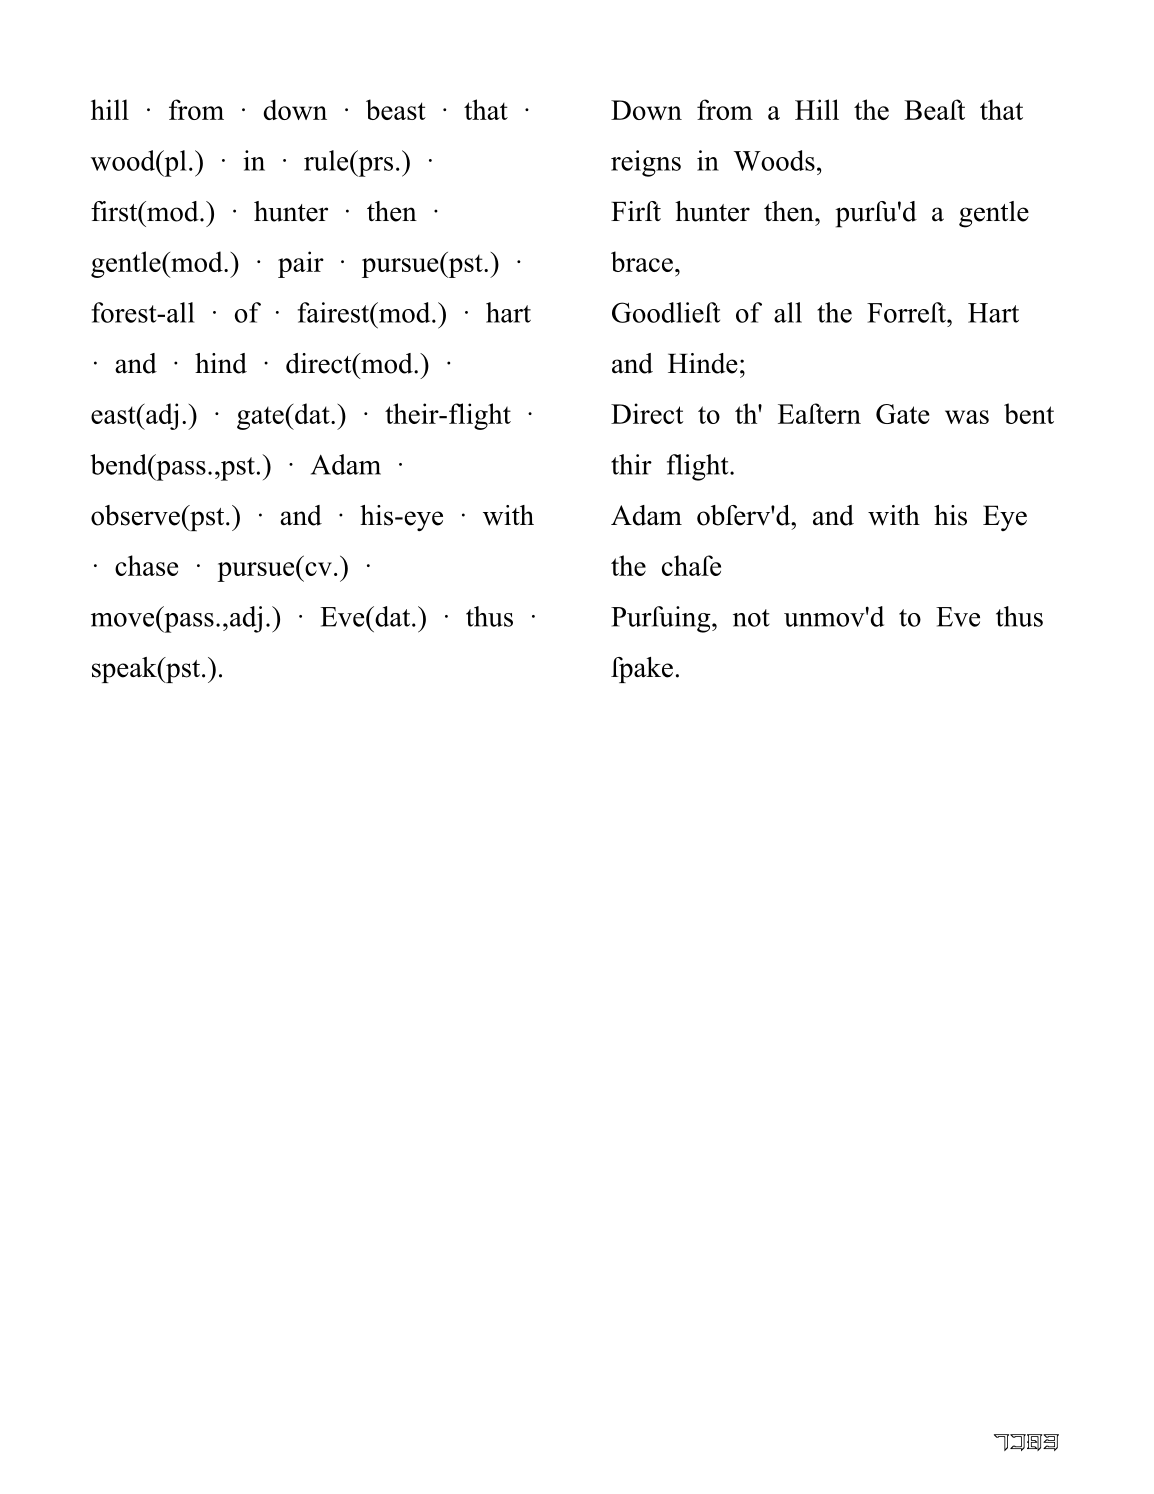 hill · from · down · beast · that ·
wood(pl.) · in · rule(prs.) ·
first(mod.) · hunter · then ·
gentle(mod.) · pair · pursue(pst.) ·
forest-all · of · fairest(mod.) · hart
· and · hind · direct(mod.) ·
east(adj.) · gate(dat.) · their-flight ·
bend(pass.,pst.) · Adam ·
observe(pst.) · and · his-eye · with
· chase · pursue(cv.) ·
move(pass.,adj.) · Eve(dat.) · thus ·
speak(pst.).
Down from a Hill the Beaſt that
reigns in Woods,
Firſt hunter then, purſu'd a gentle
brace,
Goodlieſt of all the Forreſt, Hart
and Hinde;
Direct to th' Eaſtern Gate was bent
thir flight.
Adam obſerv'd, and with his Eye
the chaſe
Purſuing, not unmov'd to Eve thus
ſpake.